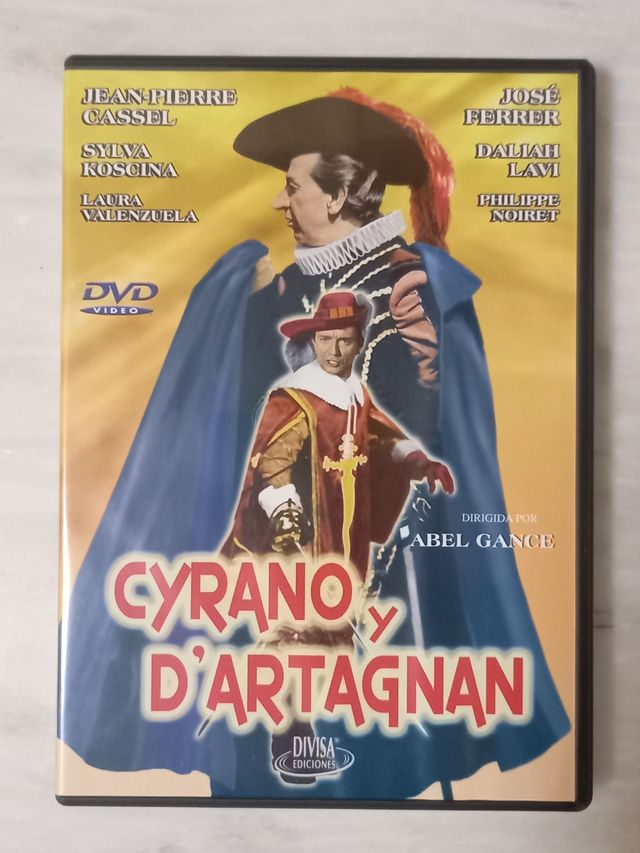 JEAN-PIERRE
CASSEL
SYLVA
KOSCINA
LAURA
VALENZUELA
JOSÉ
FERRER
DALIAH
LAVI
PHILIPPE
NOIRET
DVD
VIDEO
DIRIGIDA POR
ABEL GANCE
CYRANO
Y
D'ARTAGNAN
DIVISA®
EDICIONES